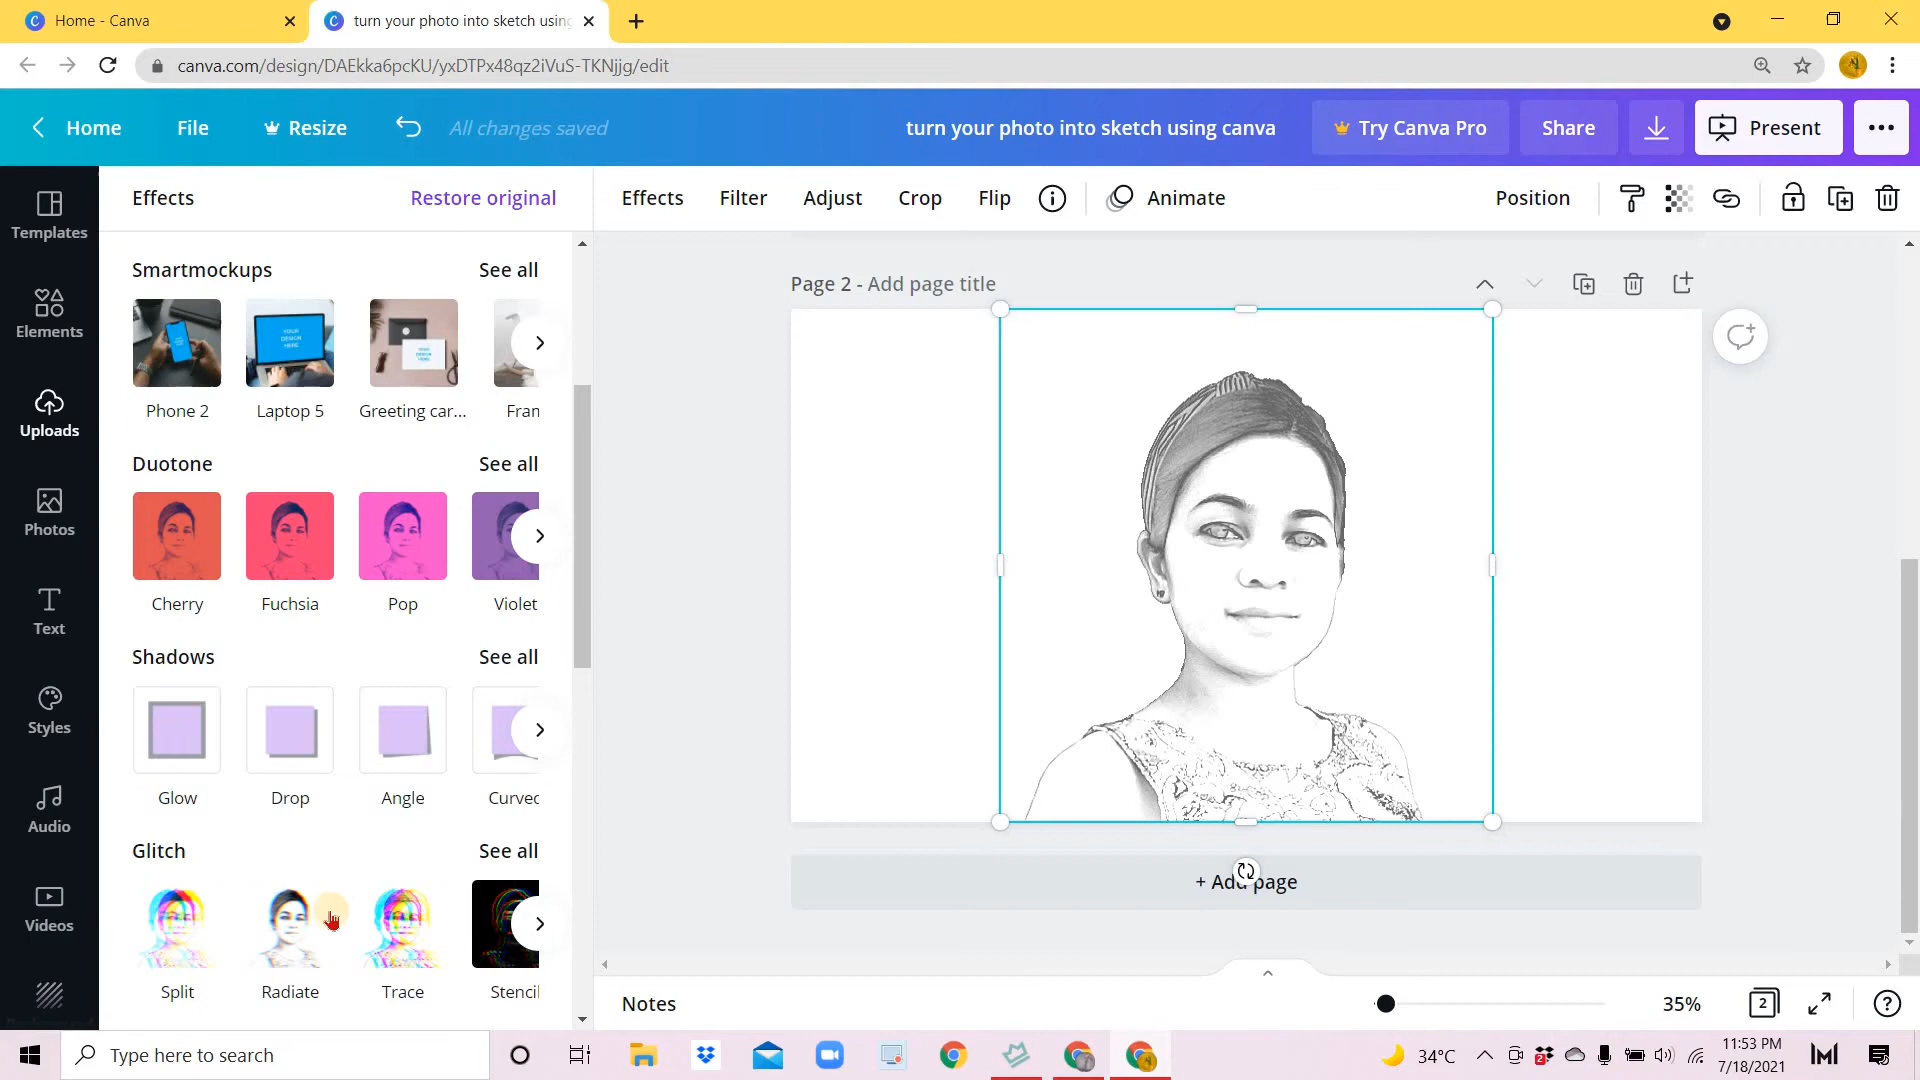 Home - Canva
turn your photo into sketch using
canva.com/design/DAEkka6pcKU/yxDTPx48qz2iVuS-TKNjjg/edit
Home File Resize All changes saved turn your photo into sketch using canva Try Canva Pro Share Present
Effects Restore original Effects Filter Adjust Crop Flip Animate Position
Templates
Elements
Uploads
Photos
Text
Styles
Audio
Videos
Smartmockups See all
YOUR DESIGN HERE
Phone 2 Laptop 5 Greeting car... Fran
Duotone See all
Cherry Fuchsia Pop Violet
Shadows See all
Glow Drop Angle Curved
Glitch See all
Split Radiate Trace Stencil
Page 2 - Add page title
+ Add page
Notes 35% 2
Type here to search
34°C
11:53 PM
7/18/2021